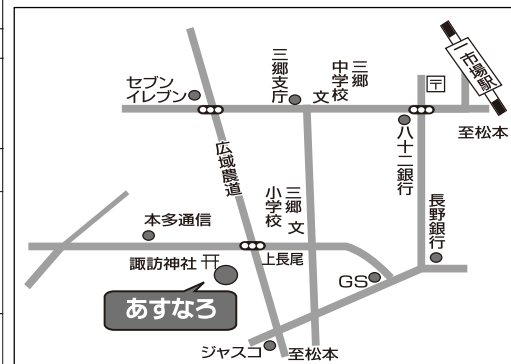 一市場駅
三郷
中学校
文
三郷支庁
セブン
イレブン
〒
至松本
八十二銀行
広域農道
三郷
小学校
文
長野銀行
本多通信
上長尾
諏訪神社
GS
あすなろ
ジャスコ
至松本